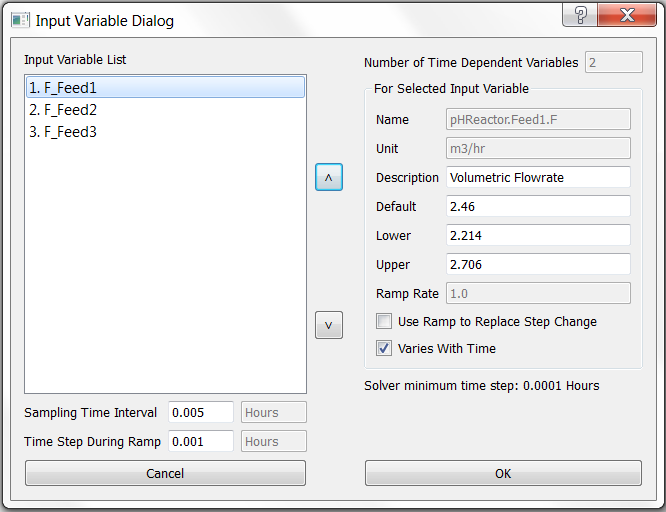 Input Variable Dialog
?
X
Input Variable List
1. F_Feed1
2. F_Feed2
3. F_Feed3
^
v
Sampling Time Interval 0.005 Hours
Time Step During Ramp 0.001 Hours
Cancel
Number of Time Dependent Variables 2
For Selected Input Variable
Name pHReactor.Feed1.F
Unit m3/hr
Description Volumetric Flowrate
Default 2.46
Lower 2.214
Upper 2.706
Ramp Rate 1.0
Use Ramp to Replace Step Change
Varies With Time
Solver minimum time step: 0.0001 Hours
OK